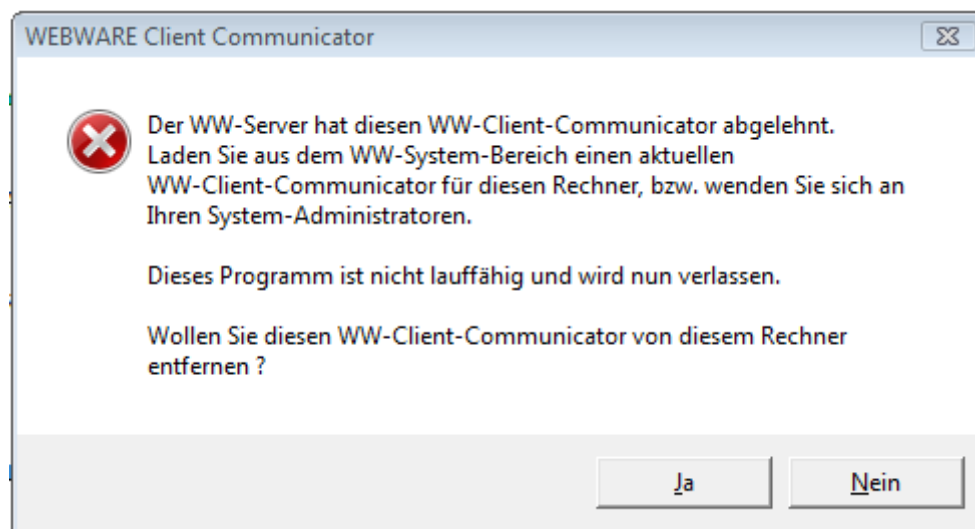 WEBWARE Client Communicator
Der WW-Server hat diesen WW-Client-Communicator abgelehnt.
Laden Sie aus dem WW-System-Bereich einen aktuellen
WW-Client-Communicator für diesen Rechner, bzw. wenden Sie sich an
Ihren System-Administratoren.
Dieses Programm ist nicht lauffähig und wird nun verlassen.
Wollen Sie diesen WW-Client-Communicator von diesem Rechner
entfernen ?
Ja
Nein